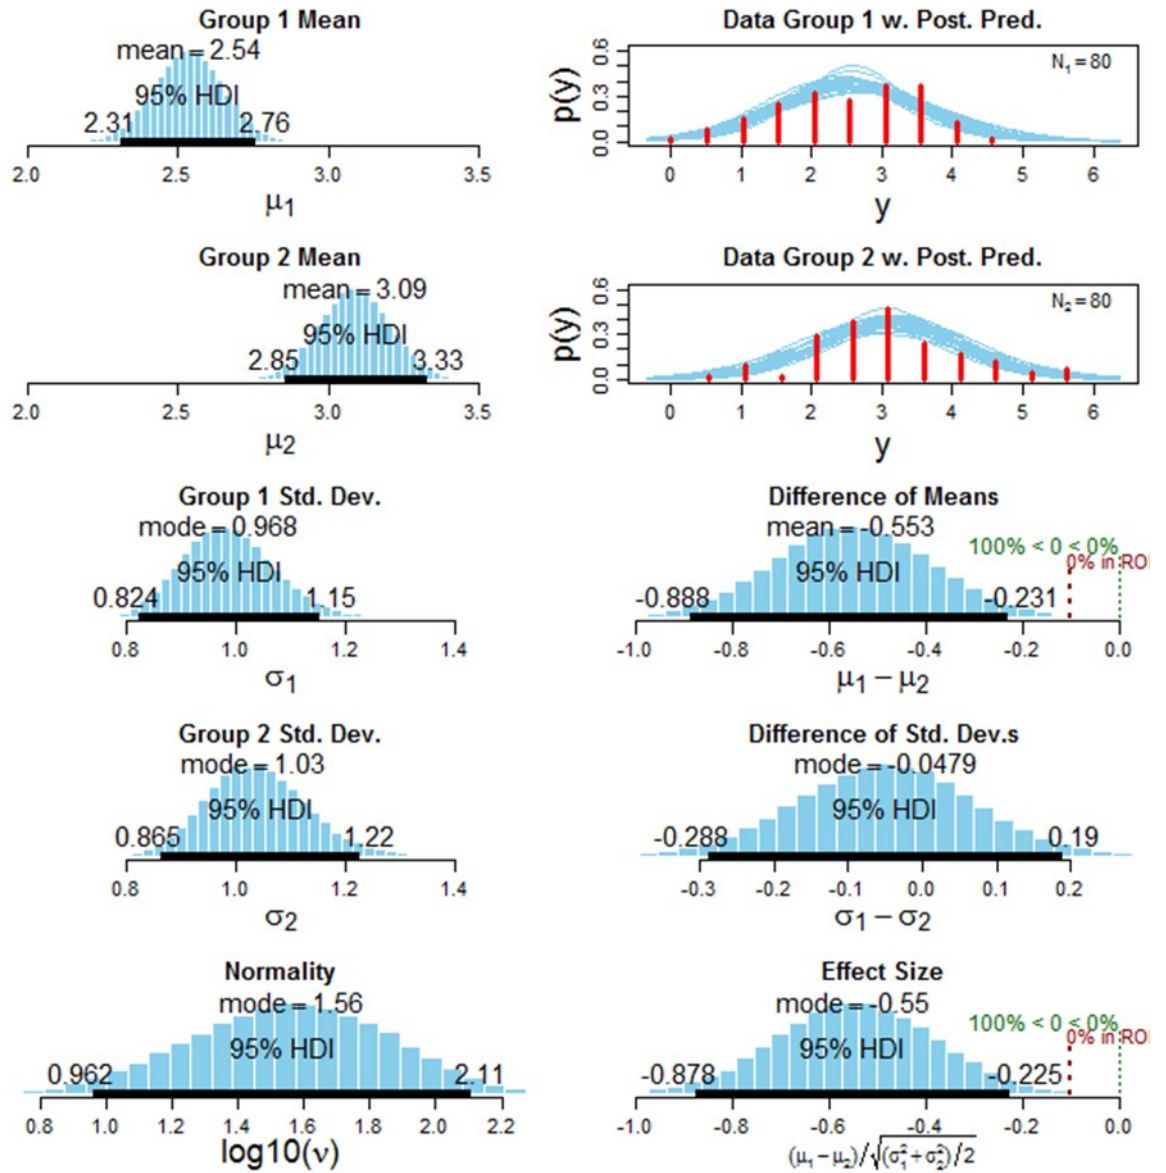 Group 1 Mean
mean = 2.54
95% HDI
2.31 2.76
2.0 2.5 3.0 3.5
μ1
Data Group 1 w. Post. Pred.
N1 = 80
p(y)
0.0 0.3 0.6
0 1 2 3 4 5 6
y
Group 2 Mean
mean = 3.09
95% HDI
2.85 3.33
2.0 2.5 3.0 3.5
μ2
Data Group 2 w. Post. Pred.
N2 = 80
p(y)
0.0 0.3 0.6
0 1 2 3 4 5 6
y
Group 1 Std. Dev.
mode = 0.968
95% HDI
0.824 1.15
0.8 1.0 1.2 1.4
σ1
Difference of Means
mean = -0.553
100% < 0 < 0%
0% in ROI
95% HDI
-0.888 -0.231
-1.0 -0.8 -0.6 -0.4 -0.2 0.0
μ1 − μ2
Group 2 Std. Dev.
mode = 1.03
95% HDI
0.865 1.22
0.8 1.0 1.2 1.4
σ2
Difference of Std. Dev.s
mode = -0.0479
95% HDI
-0.288 0.19
-0.3 -0.2 -0.1 0.0 0.1 0.2
σ1 − σ2
Normality
mode = 1.56
95% HDI
0.962 2.11
0.8 1.0 1.2 1.4 1.6 1.8 2.0 2.2
log10(ν)
Effect Size
mode = -0.55
100% < 0 < 0%
0% in ROI
95% HDI
-0.878 -0.225
-1.0 -0.8 -0.6 -0.4 -0.2 0.0
(μ1 − μ2)/√(σ1² + σ2²)/2